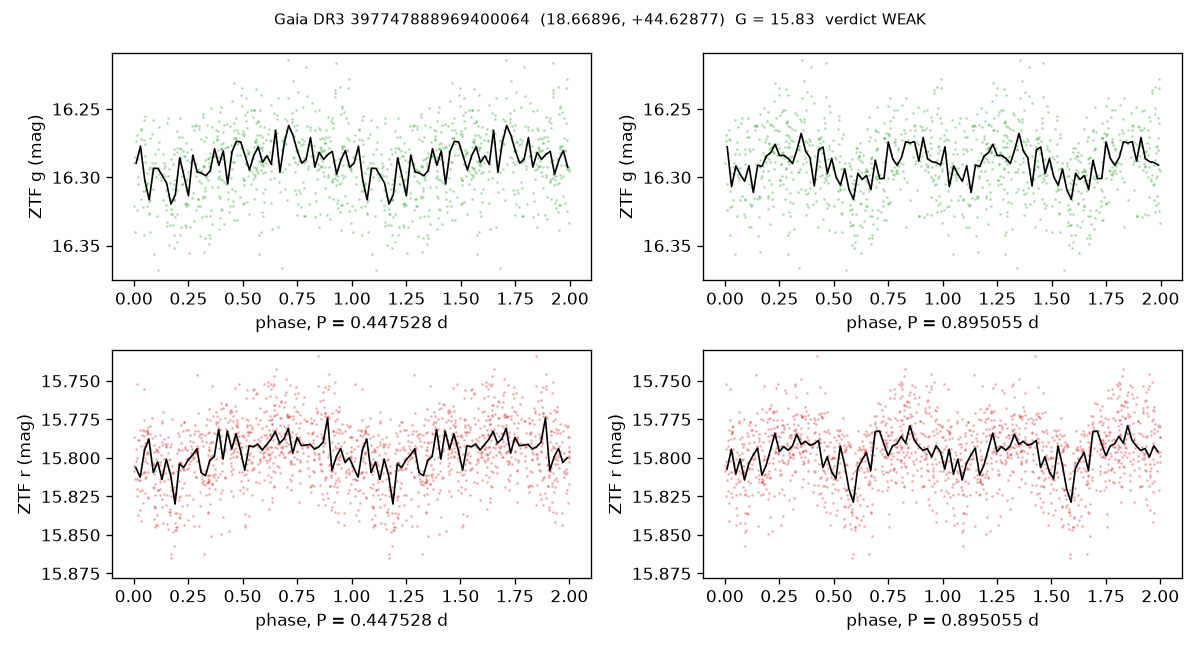 Gaia DR3 397747888969400064 (18.66896, +44.62877) G = 15.83 verdict WEAK
ZTF g (mag)
16.25
16.30
16.35
0.00 0.25 0.50 0.75 1.00 1.25 1.50 1.75 2.00
phase, P = 0.447528 d
ZTF g (mag)
16.25
16.30
16.35
0.00 0.25 0.50 0.75 1.00 1.25 1.50 1.75 2.00
phase, P = 0.895055 d
ZTF r (mag)
15.750
15.775
15.800
15.825
15.850
15.875
0.00 0.25 0.50 0.75 1.00 1.25 1.50 1.75 2.00
phase, P = 0.447528 d
ZTF r (mag)
15.750
15.775
15.800
15.825
15.850
15.875
0.00 0.25 0.50 0.75 1.00 1.25 1.50 1.75 2.00
phase, P = 0.895055 d